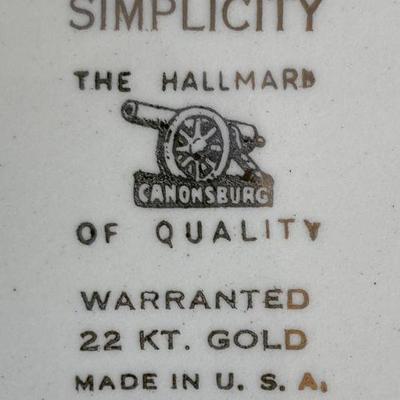 SIMPLICITY
THE HALLMARK
CANONSBURG
OF QUALITY
WARRANTED
22 KT. GOLD
MADE IN U. S. A.